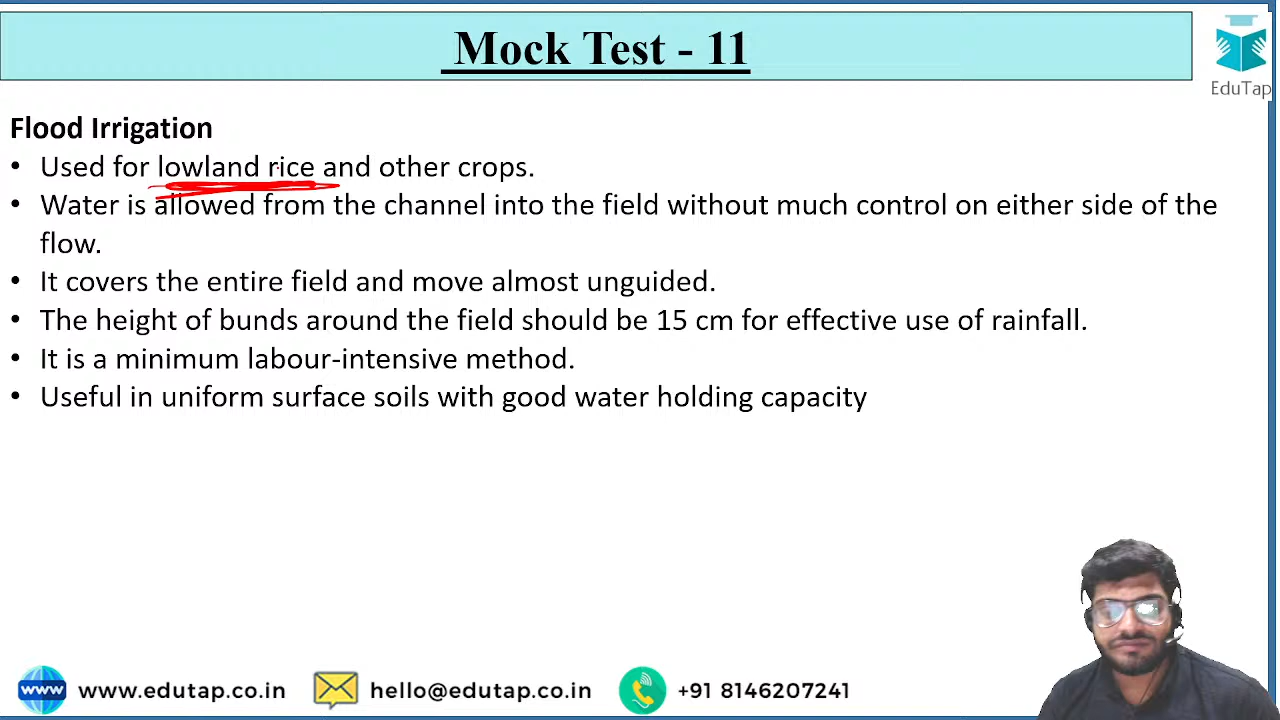 Mock Test - 11
EduTap
Flood Irrigation
• Used for lowland rice and other crops.
• Water is allowed from the channel into the field without much control on either side of the
flow.
• It covers the entire field and move almost unguided.
• The height of bunds around the field should be 15 cm for effective use of rainfall.
• It is a minimum labour-intensive method.
• Useful in uniform surface soils with good water holding capacity
www www.edutap.co.in hello@edutap.co.in +91 8146207241